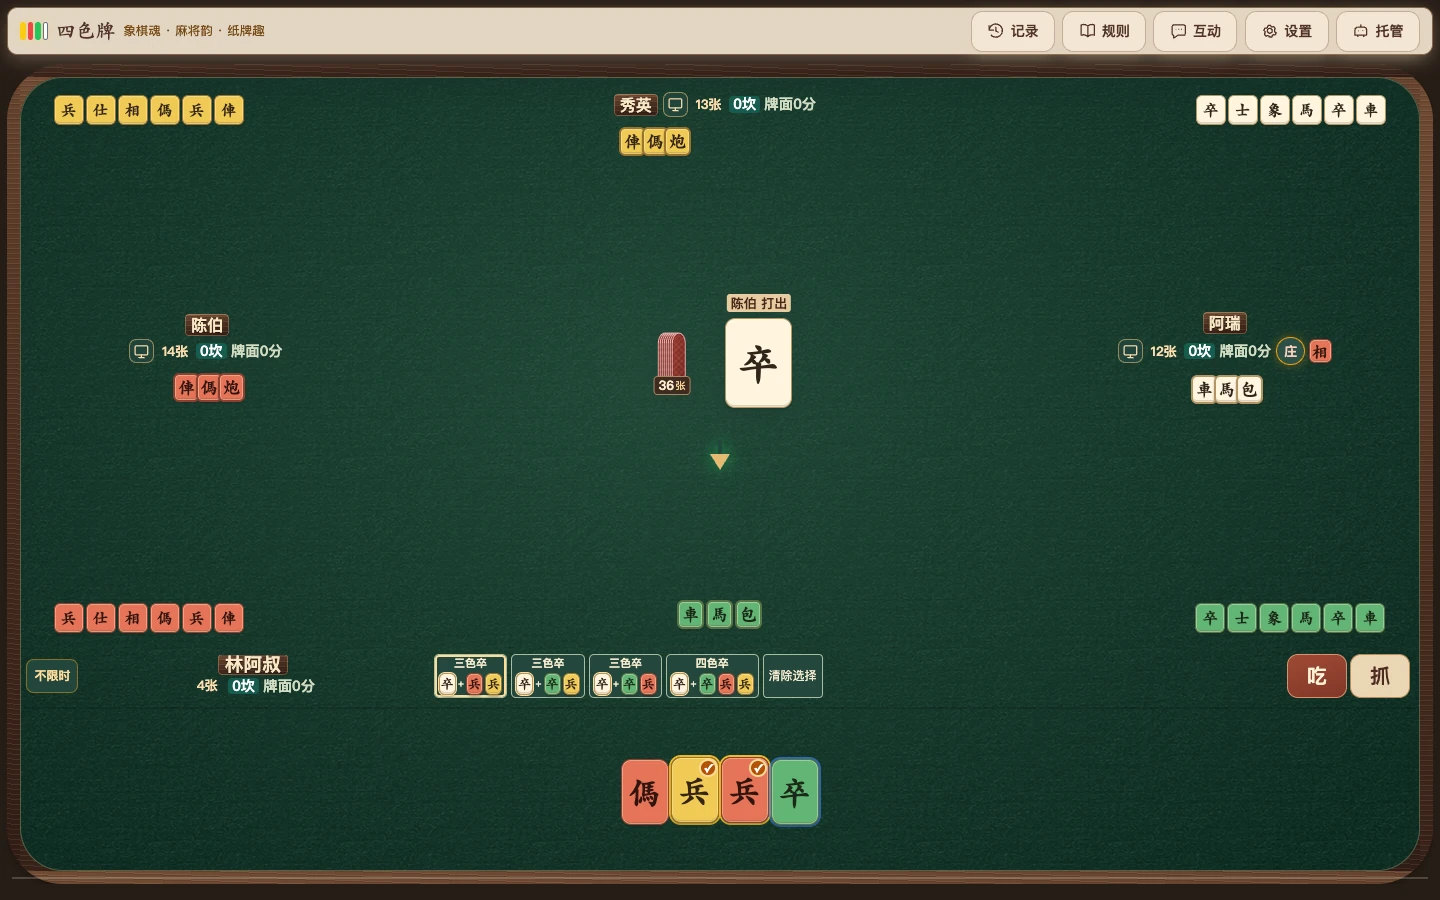 四色牌 象棋魂 · 麻将韵 · 纸牌趣 记录 规则 互动 设置 托管
兵 仕 相 傌 兵 俥
秀英 13张 0坎 牌面0分
俥 傌 炮
卒 士 象 馬 卒 車
陈伯 打出
陈伯
14张 0坎 牌面0分
俥 傌 炮
36张
卒
阿瑞
12张 0坎 牌面0分 庄 相
車 馬 包
兵 仕 相 傌 兵 俥
車 馬 包
卒 士 象 馬 卒 車
不限时
林阿叔
4张 0坎 牌面0分
三色卒
卒+兵兵
三色卒
卒+卒兵
三色卒
卒+卒兵
四色卒
卒+卒兵兵
清除选择
吃 抓
傌 兵 兵 卒